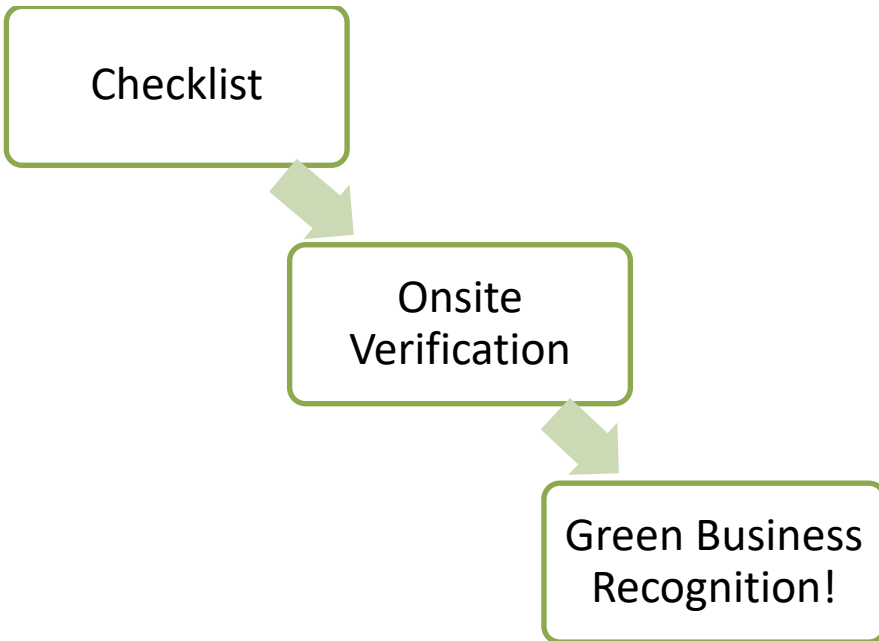 Checklist
Onsite
Verification
Green Business
Recognition!